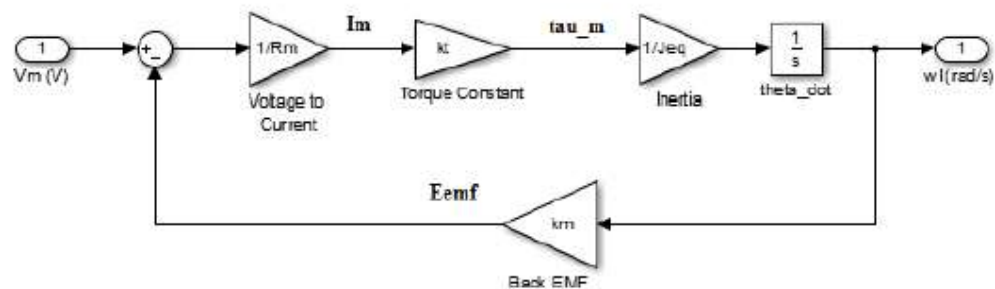 1
Vm (V)
+
-
1/Rm
Votage to
Current
Im
kt
Torque Constant
tau_m
1/Jeq
Inertia
1
s
theta_dot
1
wl(rad/s)
Eemf
km
Back EMF